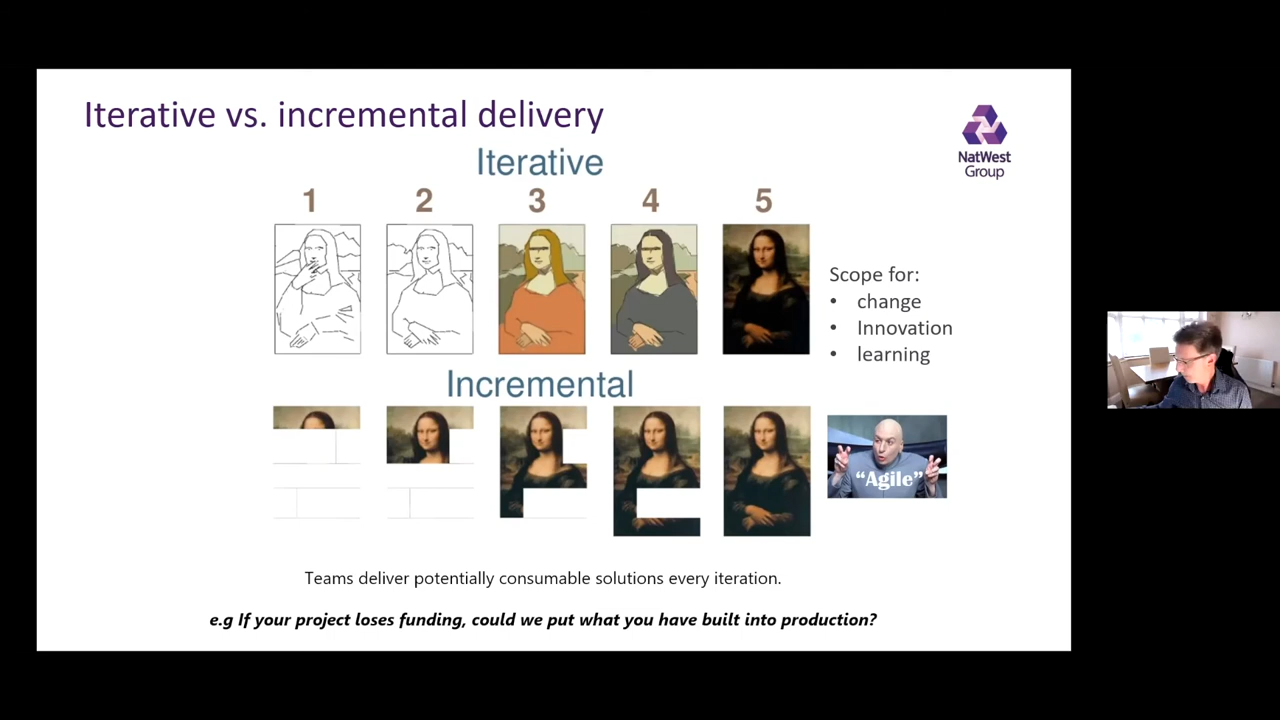 Iterative vs. incremental delivery
NatWest
Group
Iterative
1 2 3 4 5
Scope for:
• change
• Innovation
• learning
Incremental
“Agile”
Teams deliver potentially consumable solutions every iteration.
e.g If your project loses funding, could we put what you have built into production?